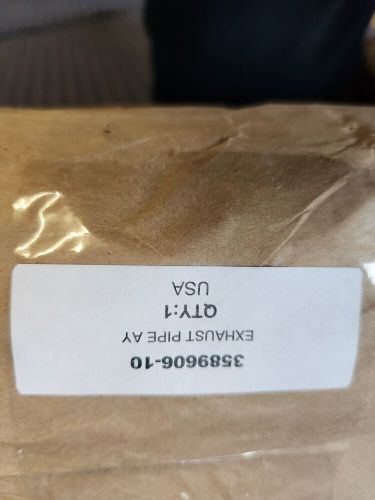 3589606-10
EXHAUST PIPE AY
QTY:1
USA